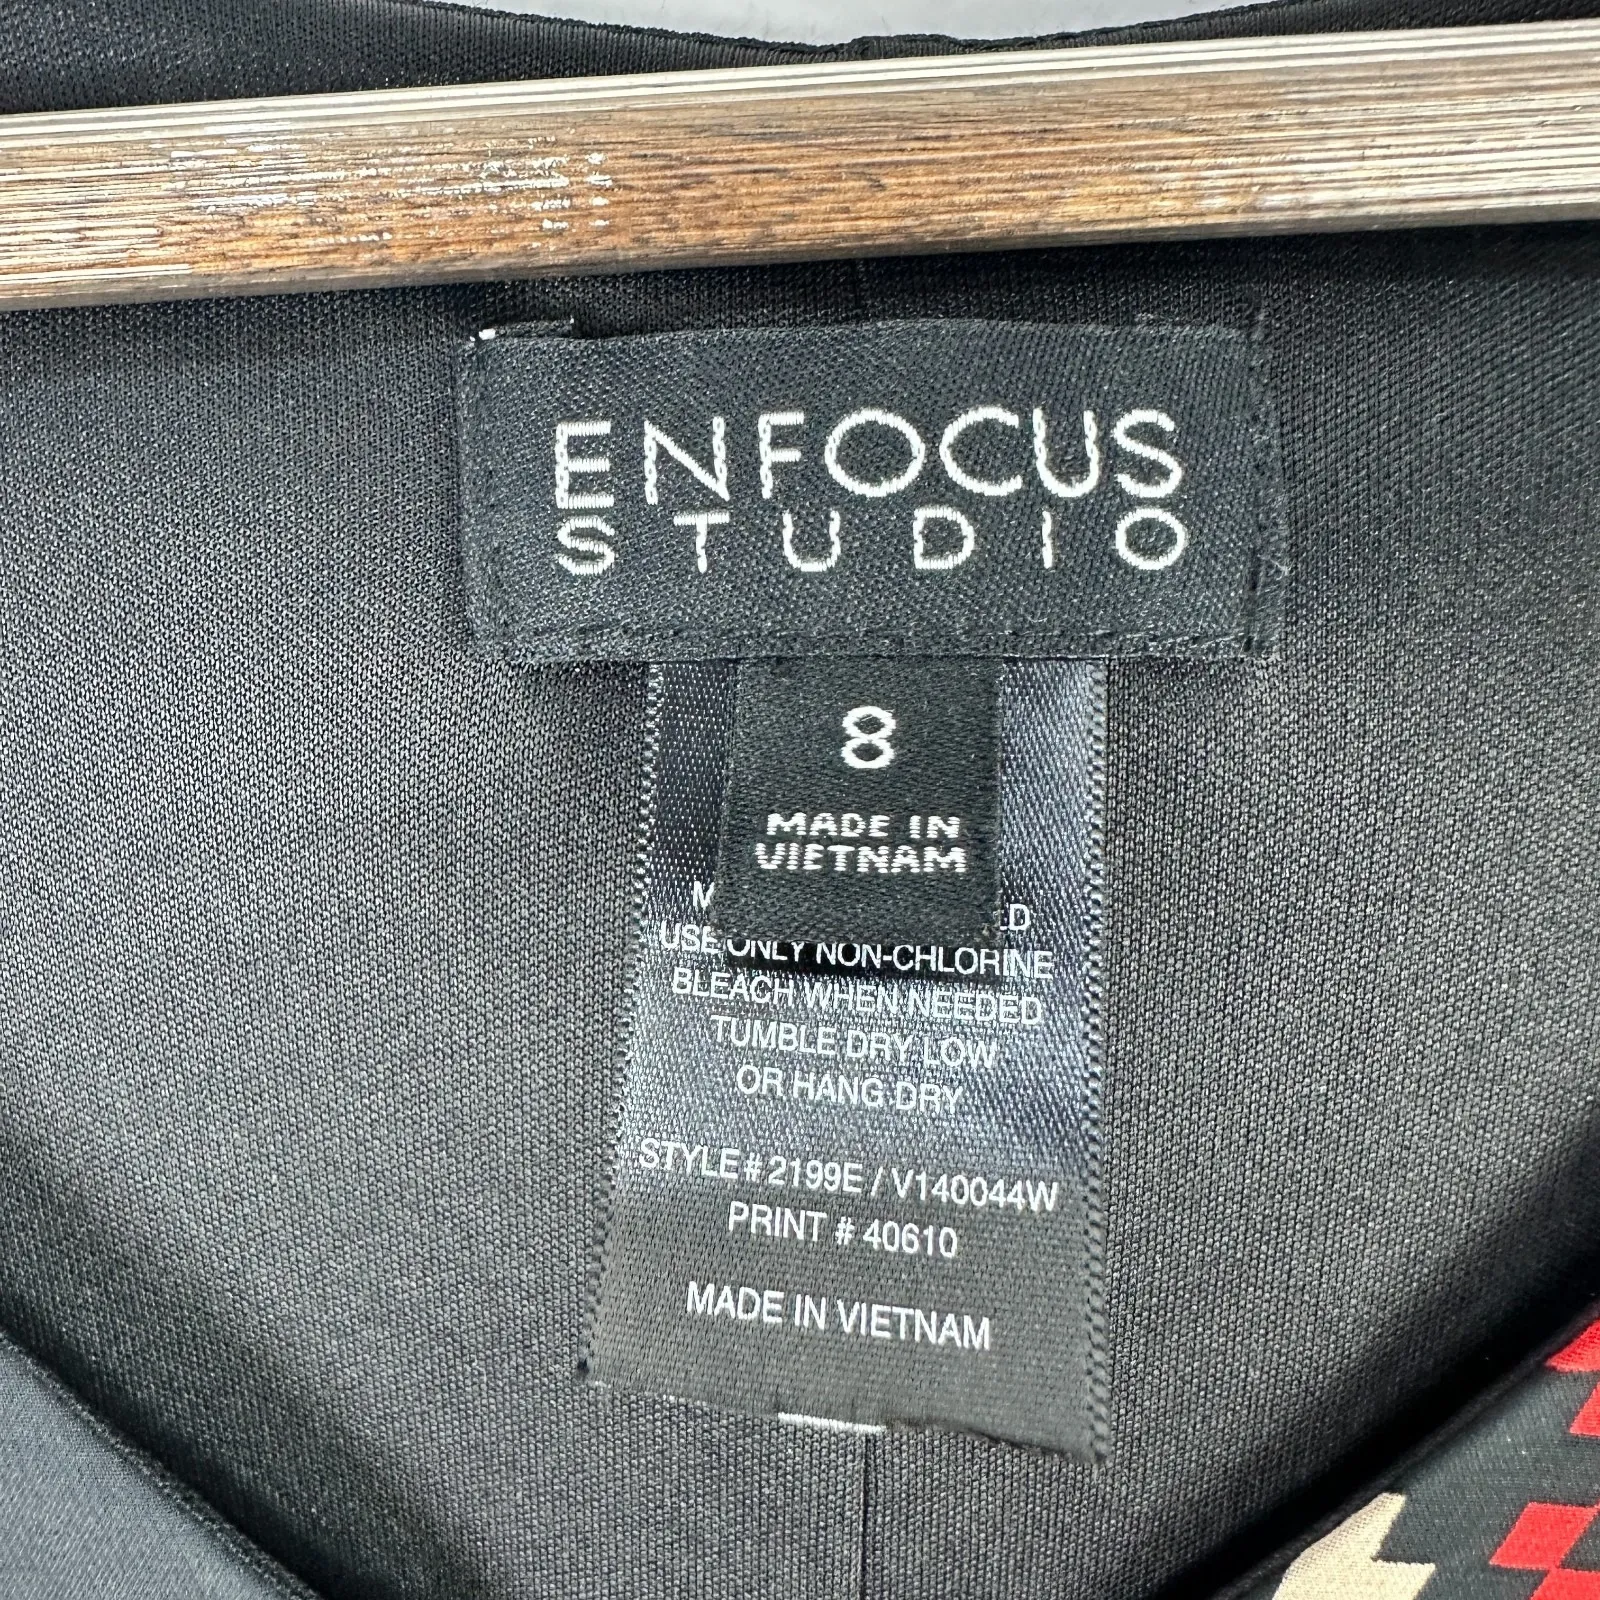 ENFOCUS
STUDIO
8
MADE IN
VIETNAM
USE ONLY NON-CHLORINE
BLEACH WHEN NEEDED
TUMBLE DRY LOW
OR HANG DRY
STYLE# 2199E / V140044W
PRINT # 40610
MADE IN VIETNAM